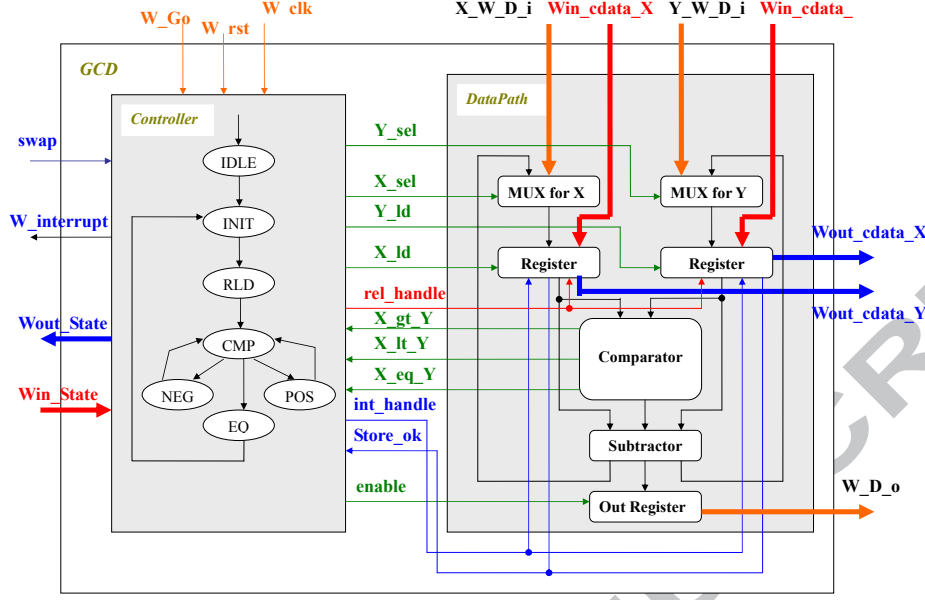 W_Go
W_rst
W_clk
X_W_D_i
Win_cdata_X
Y_W_D_i
Win_cdata_
GCD
Controller
DataPath
swap
W_interrupt
Wout_State
Win_State
IDLE
INIT
RLD
CMP
NEG
POS
EQ
Y_sel
X_sel
Y_ld
X_ld
rel_handle
X_gt_Y
X_lt_Y
X_eq_Y
int_handle
Store_ok
enable
MUX for X
MUX for Y
Register
Register
Comparator
Subtractor
Out Register
Wout_cdata_X
Wout_cdata_Y
W_D_o